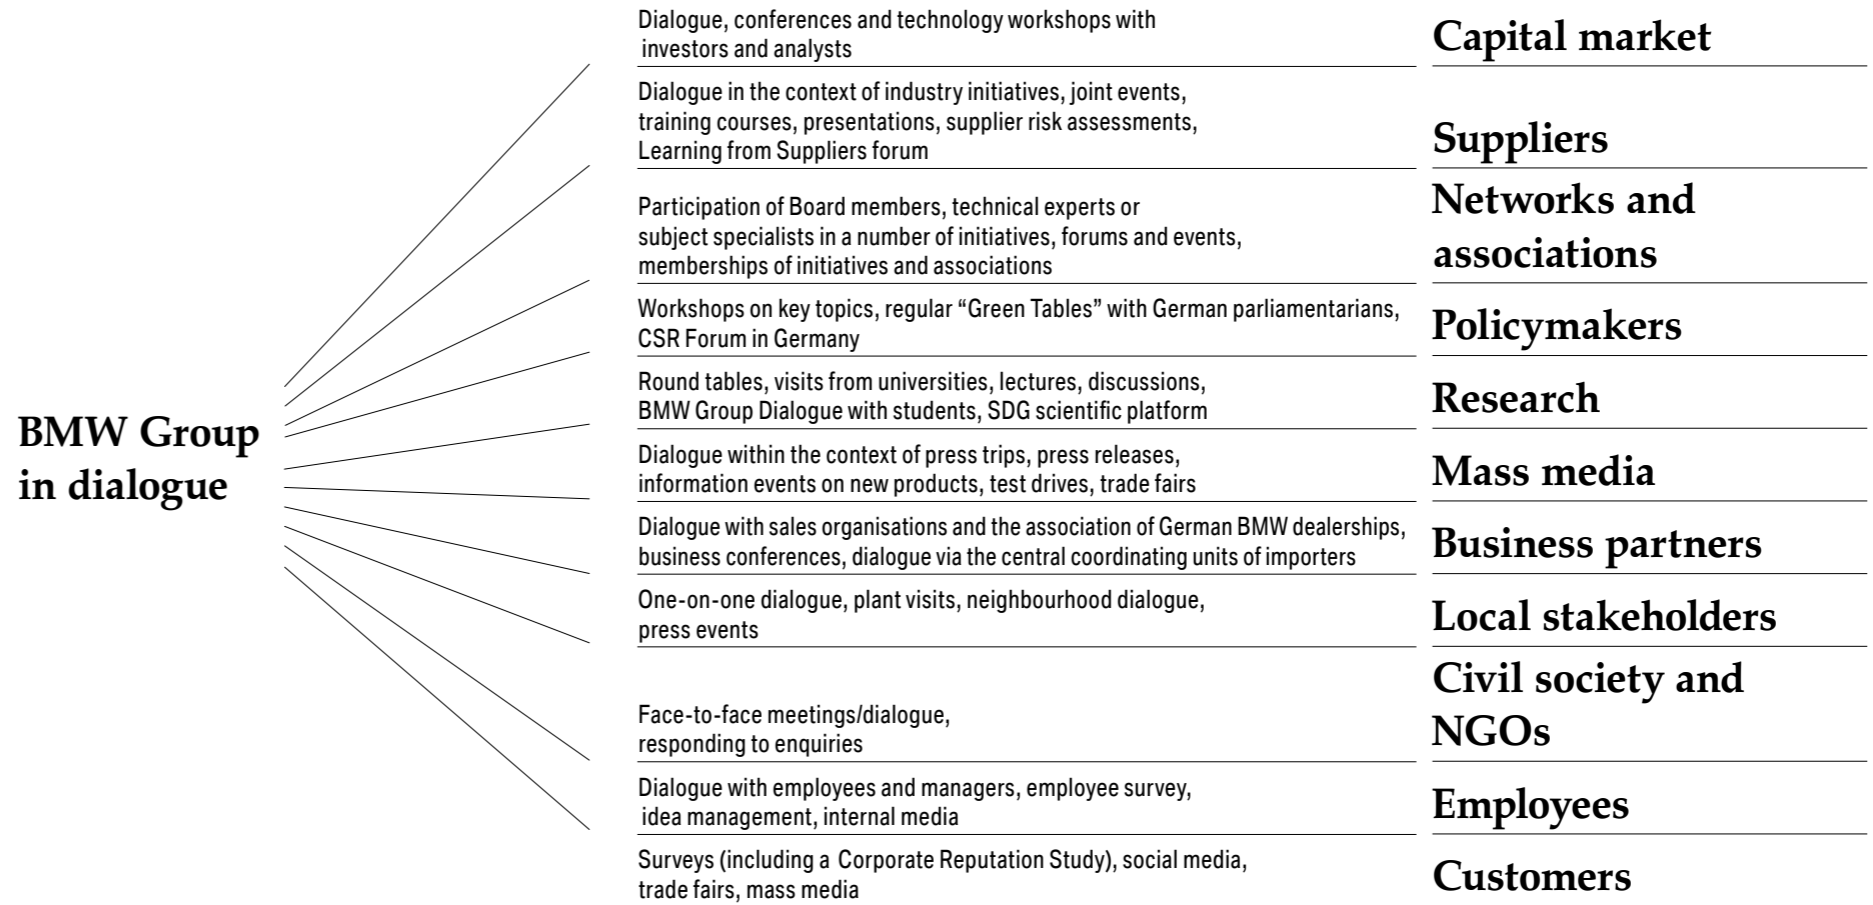 BMW Group
in dialogue
Dialogue, conferences and technology workshops with
investors and analysts
Capital market
Dialogue in the context of industry initiatives, joint events,
training courses, presentations, supplier risk assessments,
Learning from Suppliers forum
Suppliers
Participation of Board members, technical experts or
subject specialists in a number of initiatives, forums and events,
memberships of initiatives and associations
Networks and
associations
Workshops on key topics, regular “Green Tables” with German parliamentarians,
CSR Forum in Germany
Policymakers
Round tables, visits from universities, lectures, discussions,
BMW Group Dialogue with students, SDG scientific platform
Research
Dialogue within the context of press trips, press releases,
information events on new products, test drives, trade fairs
Mass media
Dialogue with sales organisations and the association of German BMW dealerships,
business conferences, dialogue via the central coordinating units of importers
Business partners
One-on-one dialogue, plant visits, neighbourhood dialogue,
press events
Local stakeholders
Face-to-face meetings/dialogue,
responding to enquiries
Civil society and
NGOs
Dialogue with employees and managers, employee survey,
idea management, internal media
Employees
Surveys (including a Corporate Reputation Study), social media,
trade fairs, mass media
Customers